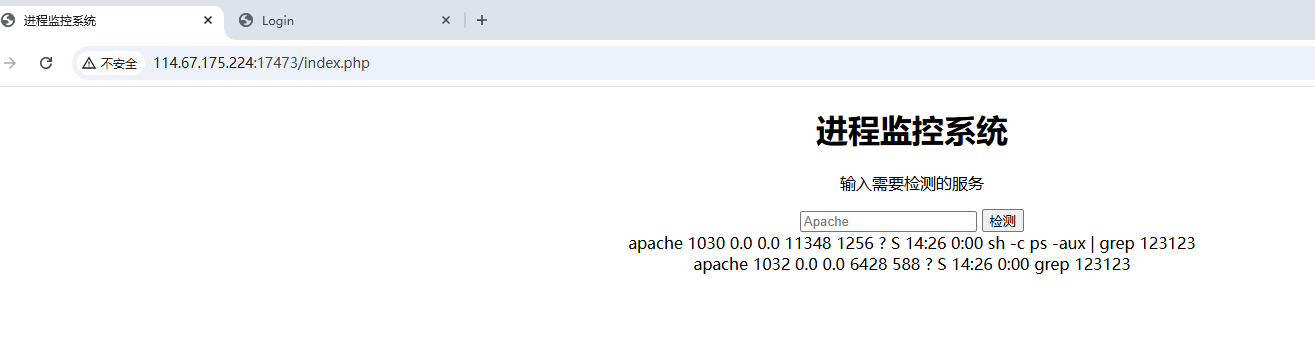 进程监控系统
Login
不安全 114.67.175.224:17473/index.php
进程监控系统
输入需要检测的服务
Apache 检测
apache 1030 0.0 0.0 11348 1256 ? S 14:26 0:00 sh -c ps -aux | grep 123123
apache 1032 0.0 0.0 6428 588 ? S 14:26 0:00 grep 123123